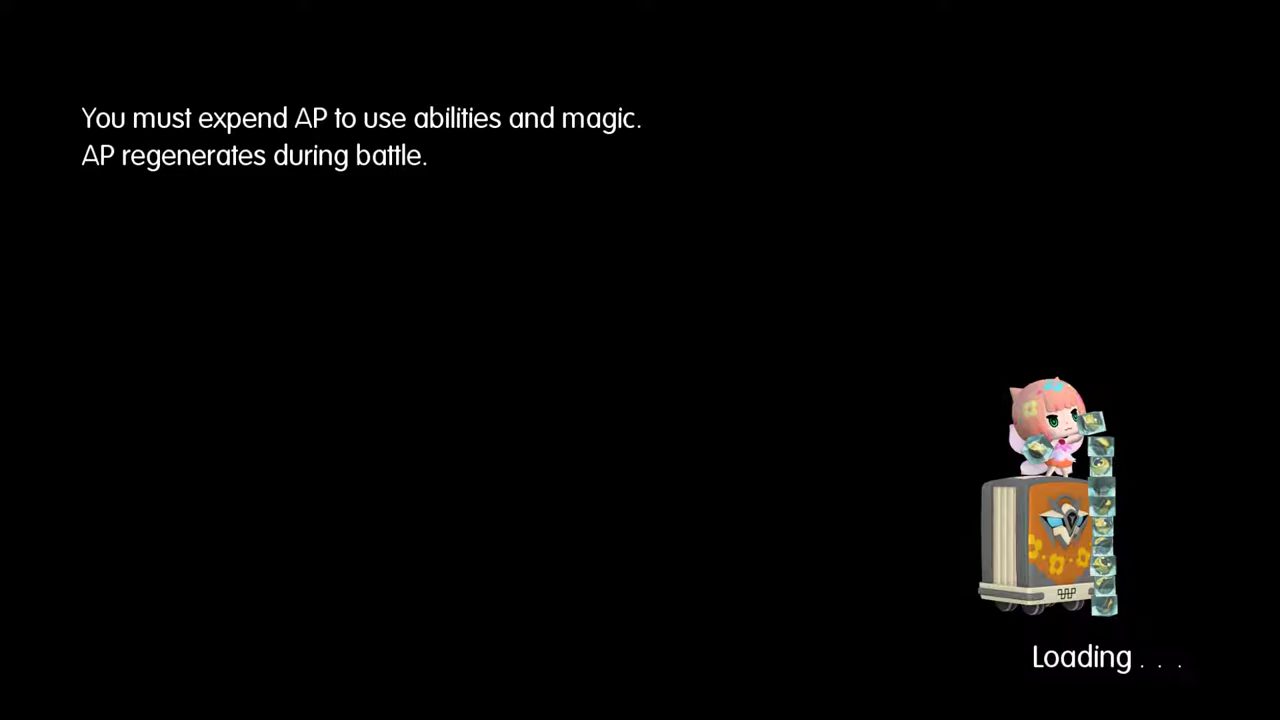 You must expend AP to use abilities and magic.
AP regenerates during battle.
Loading . . .